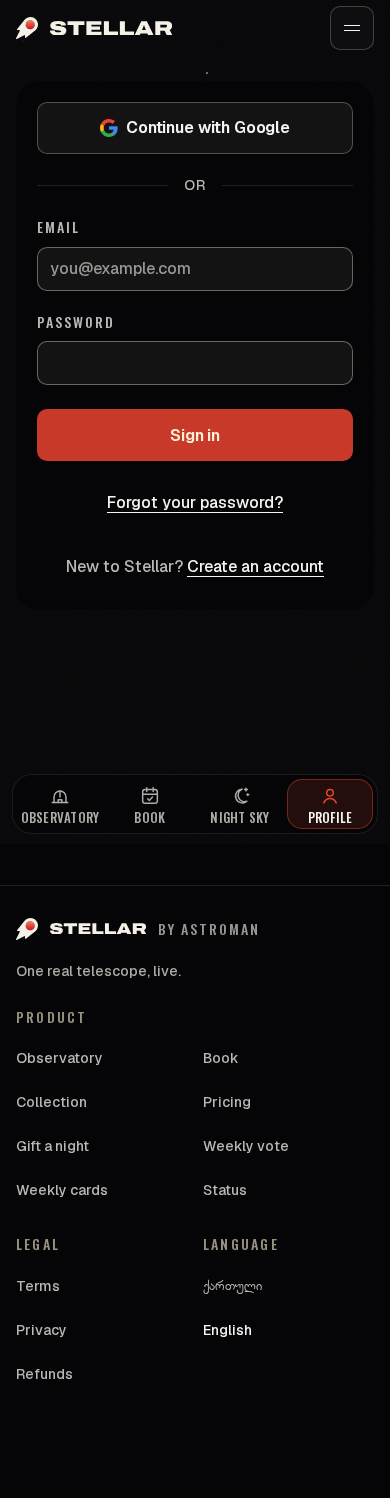 STELLAR
Continue with Google
OR
EMAIL
you@example.com
PASSWORD
Sign in
Forgot your password?
New to Stellar? Create an account
OBSERVATORY BOOK NIGHT SKY PROFILE
STELLAR BY ASTROMAN
One real telescope, live.
PRODUCT
Observatory Book
Collection Pricing
Gift a night Weekly vote
Weekly cards Status
LEGAL LANGUAGE
Terms ქართული
Privacy English
Refunds